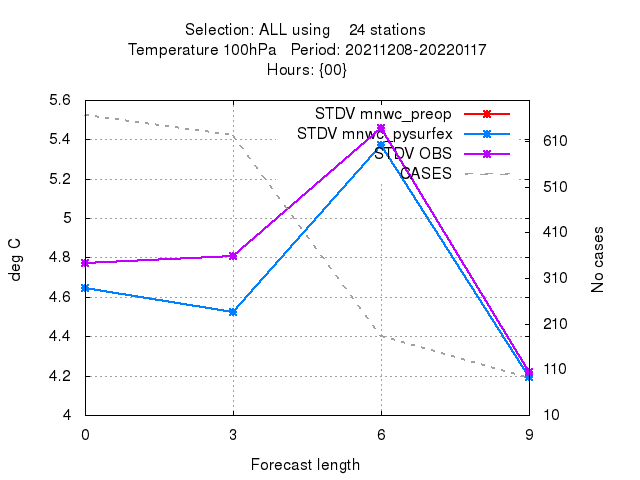 Selection: ALL using    24 stations
Temperature 100hPa   Period: 20211208-20220117
Hours: {00}
5.6
STDV mnwc_preop
5.4
STDV mnwc_pysurfex
610
STDV OBS
5.2
CASES
510
5
410
deg C
No cases
4.8
310
4.6
210
4.4
110
4.2
4
10
0
3
6
9
Forecast length